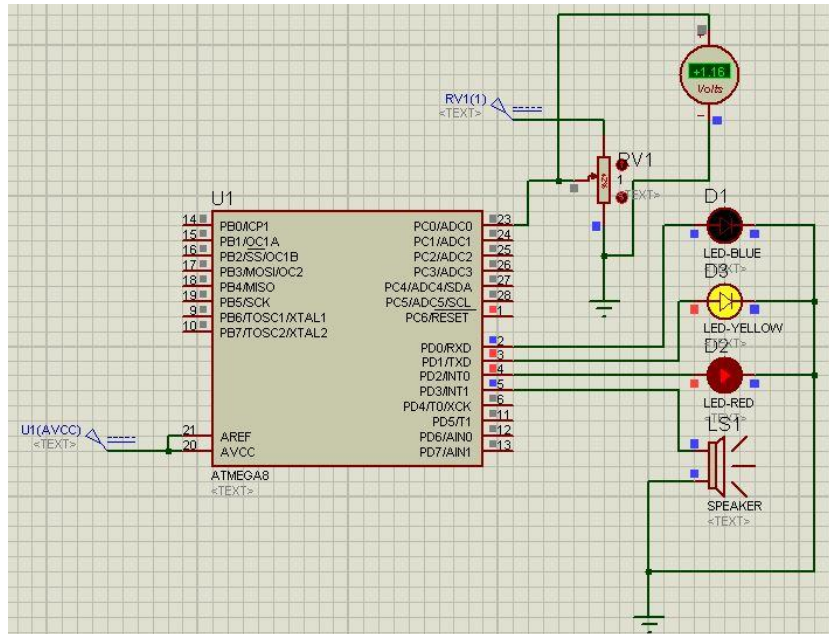 +1.16
Volts
RV1(1)
<TEXT>
RV1
42%
1
<TEXT>
U1
14
PB0/ICP1
15
PB1/OC1A
16
PB2/SS/OC1B
17
PB3/MOSI/OC2
18
PB4/MISO
19
PB5/SCK
9
PB6/TOSC1/XTAL1
10
PB7/TOSC2/XTAL2
21
AREF
20
AVCC
PC0/ADC0
23
PC1/ADC1
24
PC2/ADC2
25
PC3/ADC3
26
PC4/ADC4/SDA
27
PC5/ADC5/SCL
28
PC6/RESET
1
PD0/RXD
2
PD1/TXD
3
PD2/INT0
4
PD3/INT1
5
PD4/T0/XCK
6
PD5/T1
11
PD6/AIN0
12
PD7/AIN1
13
ATMEGA8
<TEXT>
U1(AVCC)
<TEXT>
D1
LED-BLUE
<TEXT>
D3
LED-YELLOW
<TEXT>
D2
LED-RED
<TEXT>
LS1
SPEAKER
<TEXT>